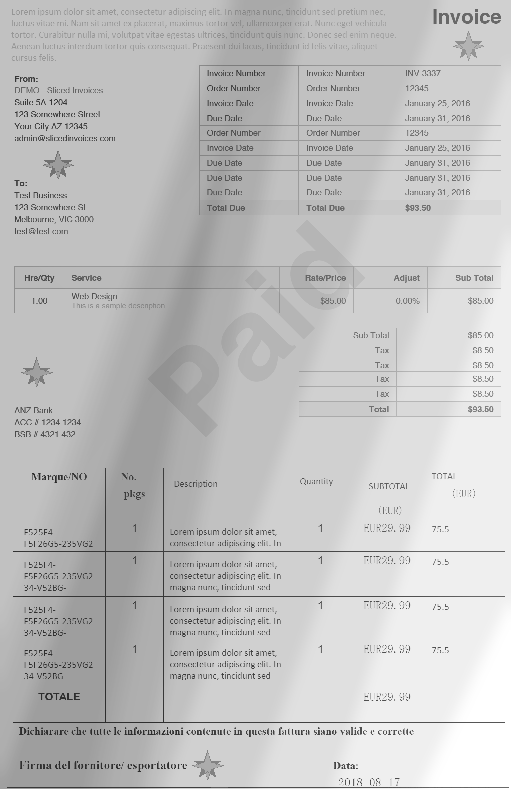 Lorem ipsum dolor sit amet, consectetur adipiscing elit. In magna nunc, tincidunt sed pretium nec,
luctus vitae mi. Nam sit amet ex placerat, maximus tortor vel, ullamcorper erat. Nunc eget vehicula
tortor. Curabitur nulla mi, volutpat vitae egestas ultrices, tincidunt quis nunc. Donec sed enim neque.
Aenean luctus interdum tortor quis consequat. Praesent dui lacus, tincidunt id felis vitae, aliquet
cursus felis.
Invoice
From:
DEMO - Sliced Invoices
Suite 5A-1204
123 Somewhere Street
Your City AZ 12345
admin@slicedinvoices.com
Invoice Number Invoice Number INV-3337
Order Number Order Number 12345
Invoice Date Invoice Date January 25, 2016
Due Date Due Date January 31, 2016
Order Number Order Number 12345
Invoice Date Invoice Date January 25, 2016
Due Date Due Date January 31, 2016
Due Date Due Date January 31, 2016
Due Date Due Date January 31, 2016
Total Due Total Due $93.50
To:
Test Business
123 Somewhere St
Melbourne, VIC 3000
test@test.com
Paid
Hrs/Qty Service Rate/Price Adjust Sub Total
1.00 Web Design $85.00 0.00% $85.00
This is a sample description
Sub Total $85.00
Tax $8.50
Tax $8.50
Tax $8.50
Tax $8.50
Total $93.50
ANZ Bank
ACC # 1234 1234
BSB # 4321 432
Marque/NO No. pkgs Description Quantity SUBTOTAL (EUR) TOTAL (EUR)
F525F4 1 Lorem ipsum dolor sit amet, 1 EUR29.99 75.5
F5F26G5-235VG2 consectetur adipiscing elit. In
F525F4- 1 Lorem ipsum dolor sit amet, 1 EUR29.99 75.5
F5F26G5-235VG2 consectetur adipiscing elit. In
34-V52BG- magna nunc, tincidunt sed
F525F4- 1 Lorem ipsum dolor sit amet, 1 EUR29.99 75.5
F5F26G5-235VG2 consectetur adipiscing elit. In
34-V52BG- magna nunc, tincidunt sed
F525F4 1 Lorem ipsum dolor sit amet, 1 EUR29.99 75.5
F5F26G5-235VG2 consectetur adipiscing elit. In
34-V52BG magna nunc, tincidunt sed
TOTALE EUR29.99
Dichiarare che tutte le informazioni contenute in questa fattura siano valide e corrette
Firma del fornitore/ esportatore Data:
2018-08-17